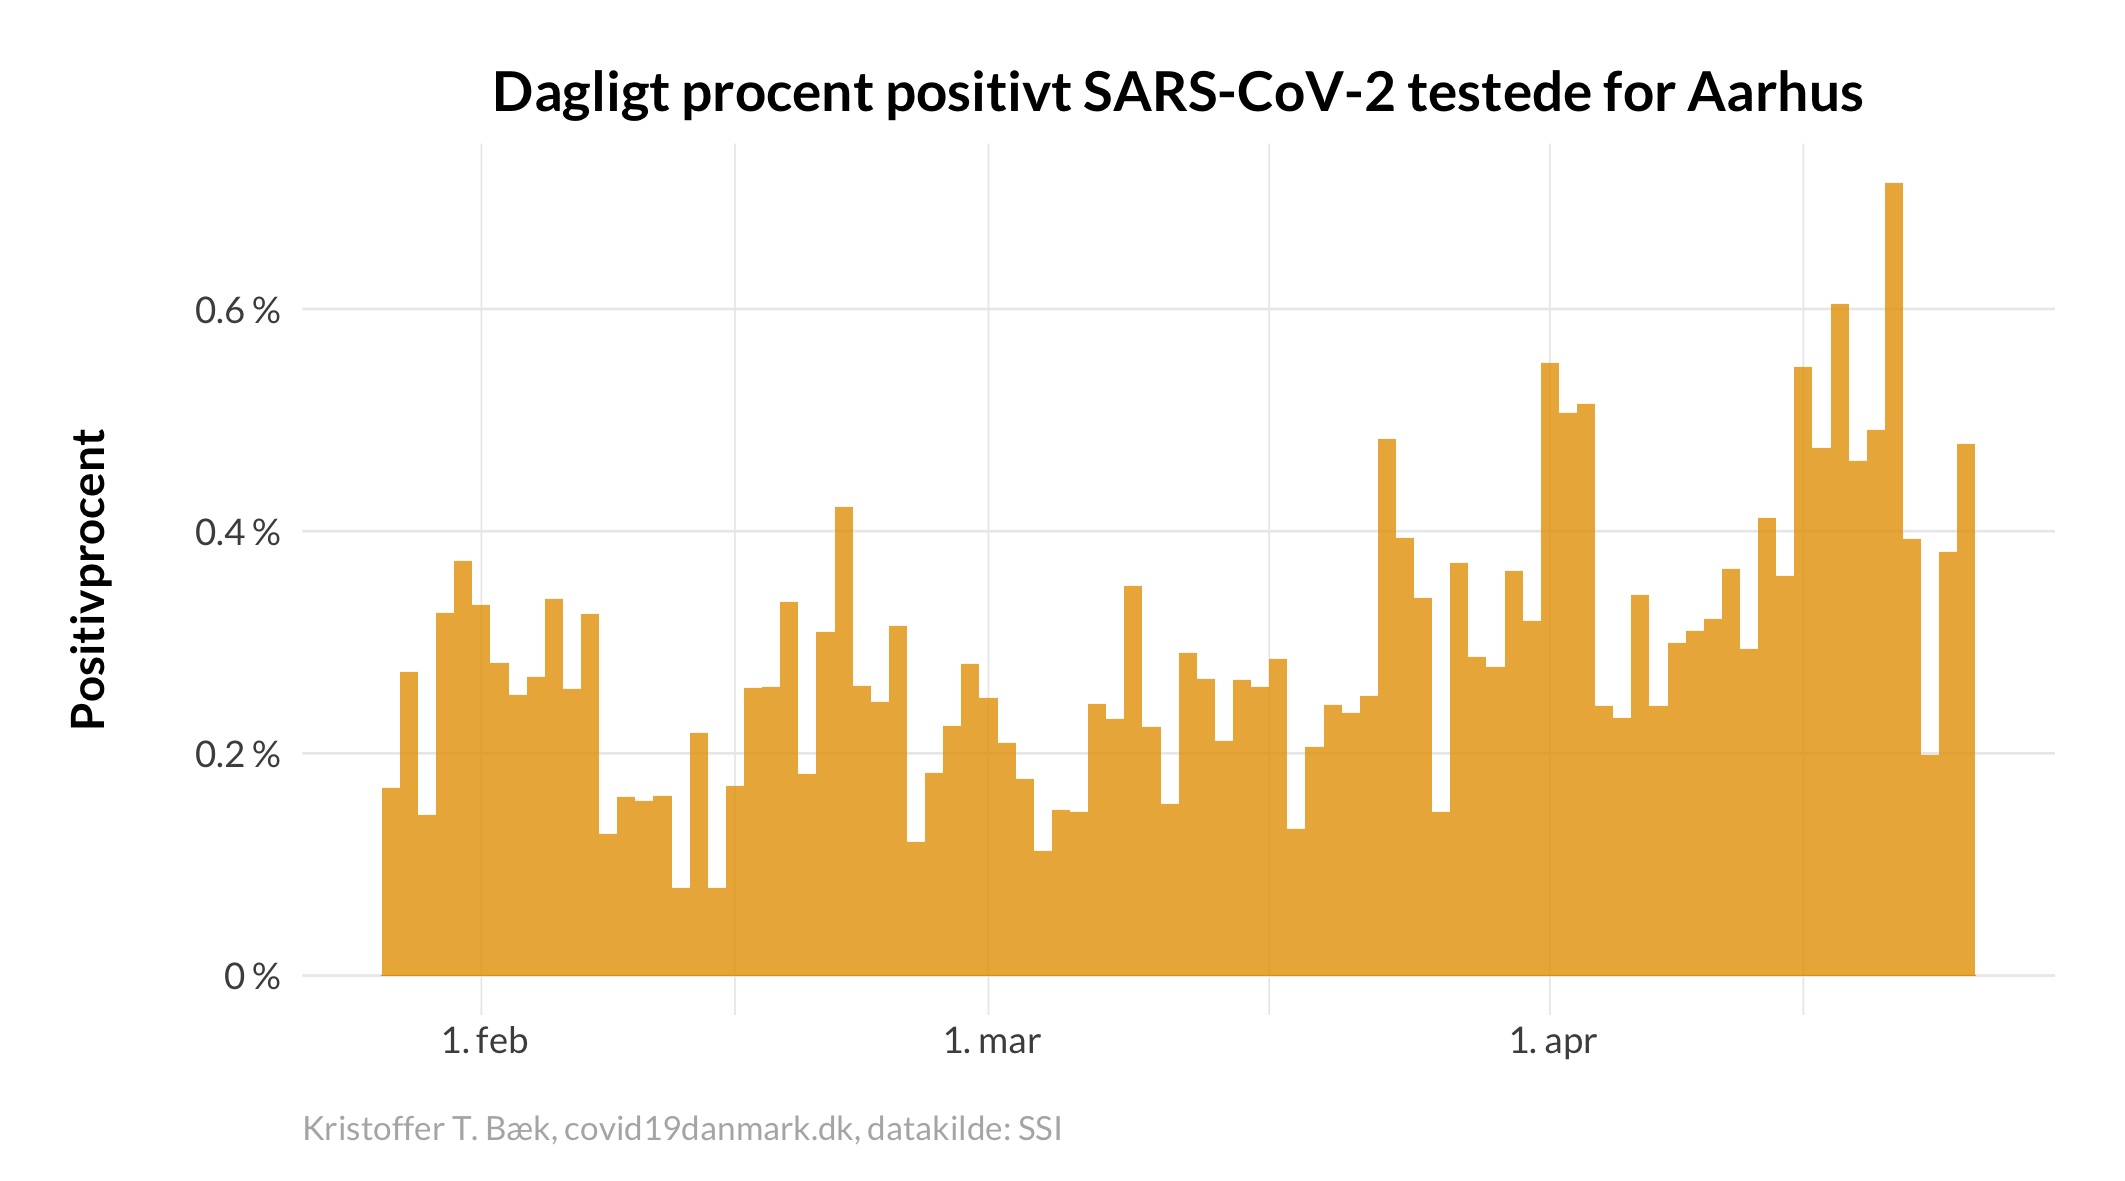 Dagligt procent positivt SARS-CoV-2 testede for Aarhus
Positivprocent
0.6 %
0.4 %
0.2 %
0 %
1. feb
1. mar
1. apr
Kristoffer T. Bæk, covid19danmark.dk, datakilde: SSI